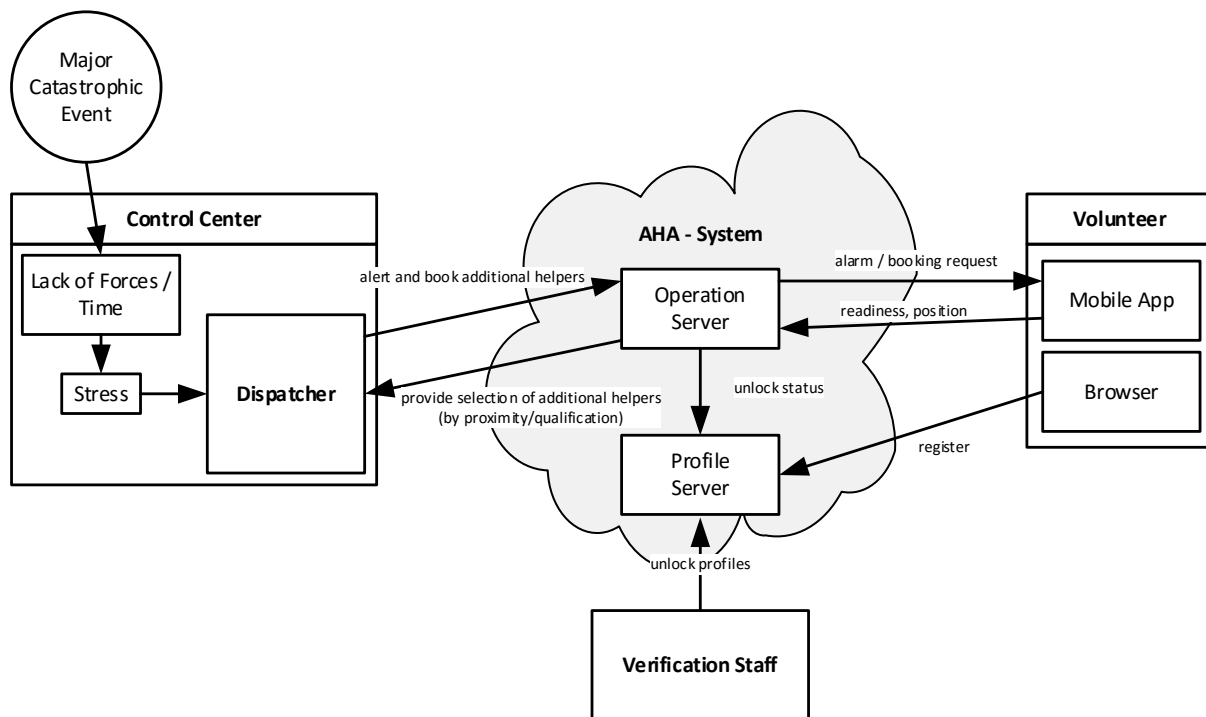 Major
Catastrophic
Event
Control Center
Lack of Forces /
Time
Stress
Dispatcher
alert and book additional helpers
provide selection of additional helpers
(by proximity/qualification)
AHA - System
Operation
Server
unlock status
Profile
Server
alarm / booking request
readiness, position
register
Volunteer
Mobile App
Browser
unlock profiles
Verification Staff